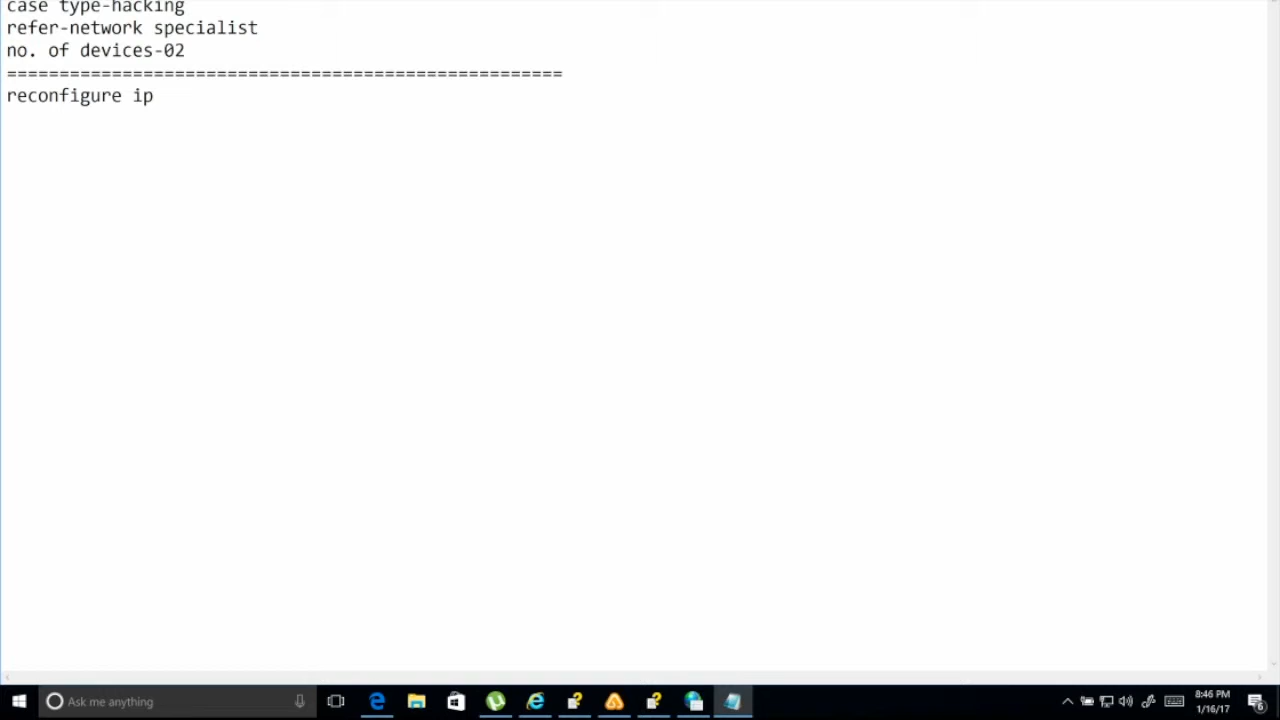 case type-hacking
refer-network specialist
no. of devices-02
=====================================================
reconfigure ip
Ask me anything
8:46 PM
1/16/17
6